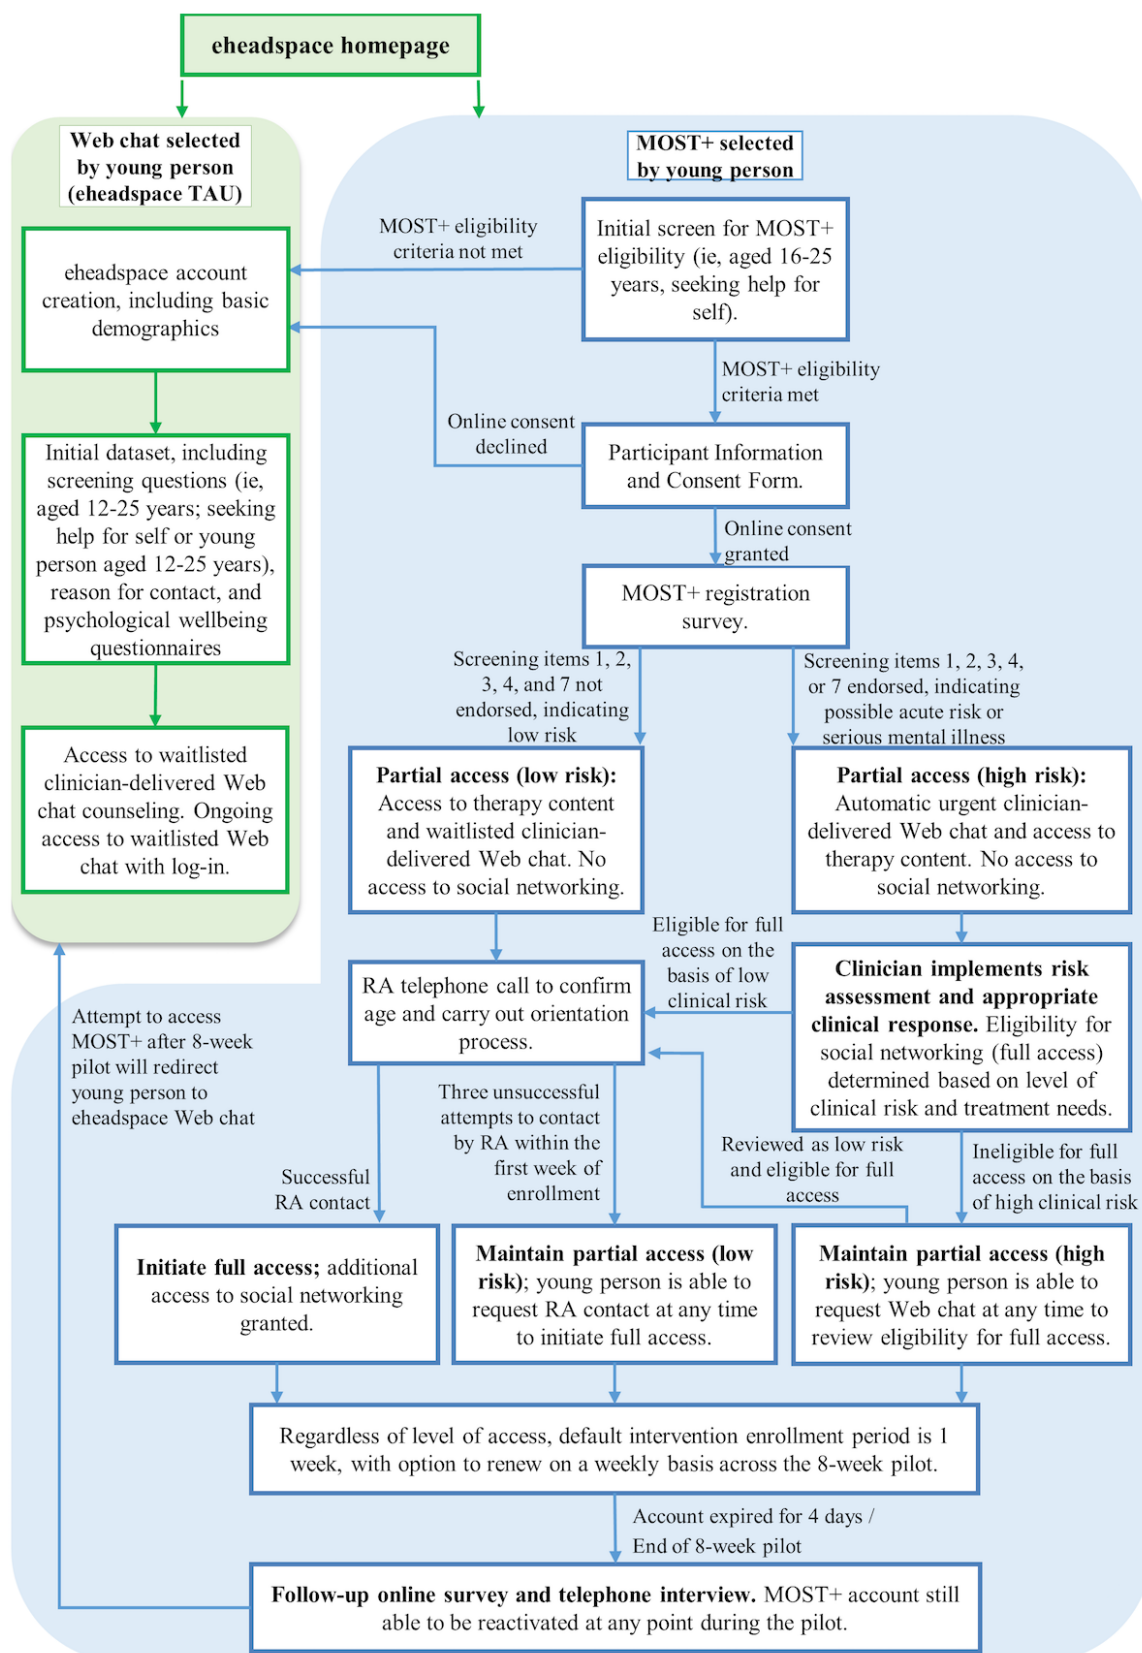 eheadspace homepage
Web chat selected
by young person
(eheadspace TAU)
eheadspace account
creation, including basic
demographics
Initial dataset, including
screening questions (ie,
aged 12-25 years; seeking
help for self or young
person aged 12-25 years),
reason for contact, and
psychological wellbeing
questionnaires
Access to waitlisted
clinician-delivered Web
chat counseling. Ongoing
access to waitlisted Web
chat with log-in.
MOST+ selected
by young person
Initial screen for MOST+
eligibility (ie, aged 16-25
years, seeking help for
self).
MOST+ eligibility
criteria not met
MOST+ eligibility
criteria met
Online consent
declined
Participant Information
and Consent Form.
Online consent
granted
MOST+ registration
survey.
Screening items 1, 2,
3, 4, and 7 not
endorsed, indicating
low risk
Screening items 1, 2, 3, 4,
or 7 endorsed, indicating
possible acute risk or
serious mental illness
Partial access (low risk):
Access to therapy content
and waitlisted clinician-
delivered Web chat. No
access to social networking.
Partial access (high risk):
Automatic urgent clinician-
delivered Web chat and access to
therapy content. No access to
social networking.
Eligible for full
access on the
basis of low
clinical risk
RA telephone call to confirm
age and carry out orientation
process.
Clinician implements risk
assessment and appropriate
clinical response. Eligibility for
social networking (full access)
determined based on level of
clinical risk and treatment needs.
Attempt to access
MOST+ after 8-week
pilot will redirect
young person to
eheadspace Web chat
Successful
RA contact
Three unsuccessful
attempts to contact
by RA within the
first week of
enrollment
Reviewed as low risk
and eligible for full
access
Ineligible for full
access on the basis
of high clinical risk
Initiate full access; additional
access to social networking
granted.
Maintain partial access (low
risk); young person is able to
request RA contact at any time
to initiate full access.
Maintain partial access (high
risk); young person is able to
request Web chat at any time to
review eligibility for full access.
Regardless of level of access, default intervention enrollment period is 1
week, with option to renew on a weekly basis across the 8-week pilot.
Account expired for 4 days /
End of 8-week pilot
Follow-up online survey and telephone interview. MOST+ account still
able to be reactivated at any point during the pilot.